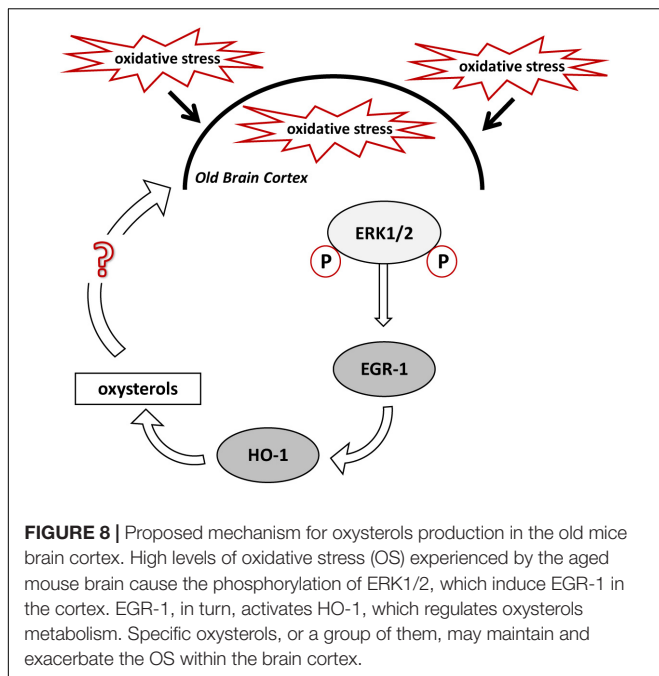 oxidative stress
oxidative stress
oxidative stress
Old Brain Cortex
ERK1/2
P
P
?
EGR-1
oxysterols
HO-1
FIGURE 8 | Proposed mechanism for oxysterols production in the old mice
brain cortex. High levels of oxidative stress (OS) experienced by the aged
mouse brain cause the phosphorylation of ERK1/2, which induce EGR-1 in
the cortex. EGR-1, in turn, activates HO-1, which regulates oxysterols
metabolism. Specific oxysterols, or a group of them, may maintain and
exacerbate the OS within the brain cortex.